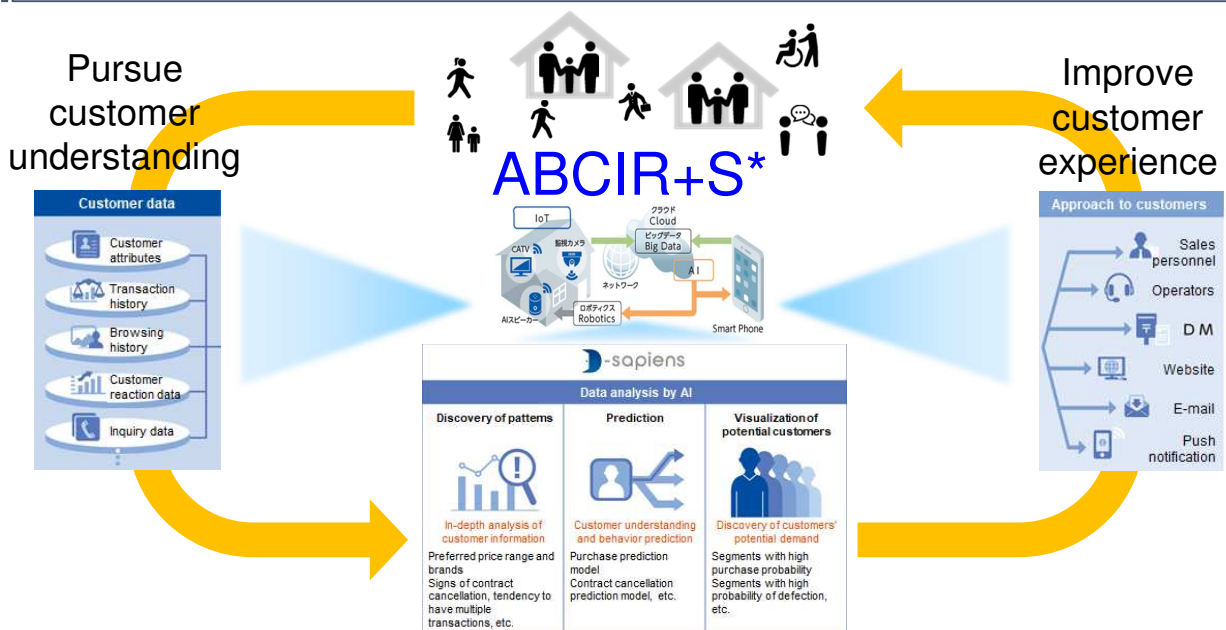 Pursue
customer
understanding
Improve
customer
experience
ABCIR+S*
Customer data
Customer
attributes
Transaction
history
Browsing
history
Customer
reaction data
Inquiry data
IoT
CATV
監視カメラ
AIスピーカー
クラウド
Cloud
ビッグデータ
Big Data
AI
ネットワーク
ロボティクス
Robotics
Smart Phone
Approach to customers
Sales
personnel
Operators
DM
Website
E-mail
Push
notification
D-sapiens
Data analysis by AI
Discovery of patterns
In-depth analysis of
customer information
Preferred price range and
brands
Signs of contract
cancellation, tendency to
have multiple
transactions, etc.
Prediction
Customer understanding
and behavior prediction
Purchase prediction
model
Contract cancellation
prediction model, etc.
Visualization of
potential customers
Discovery of customers'
potential demand
Segments with high
purchase probability
Segments with high
probability of defection,
etc.